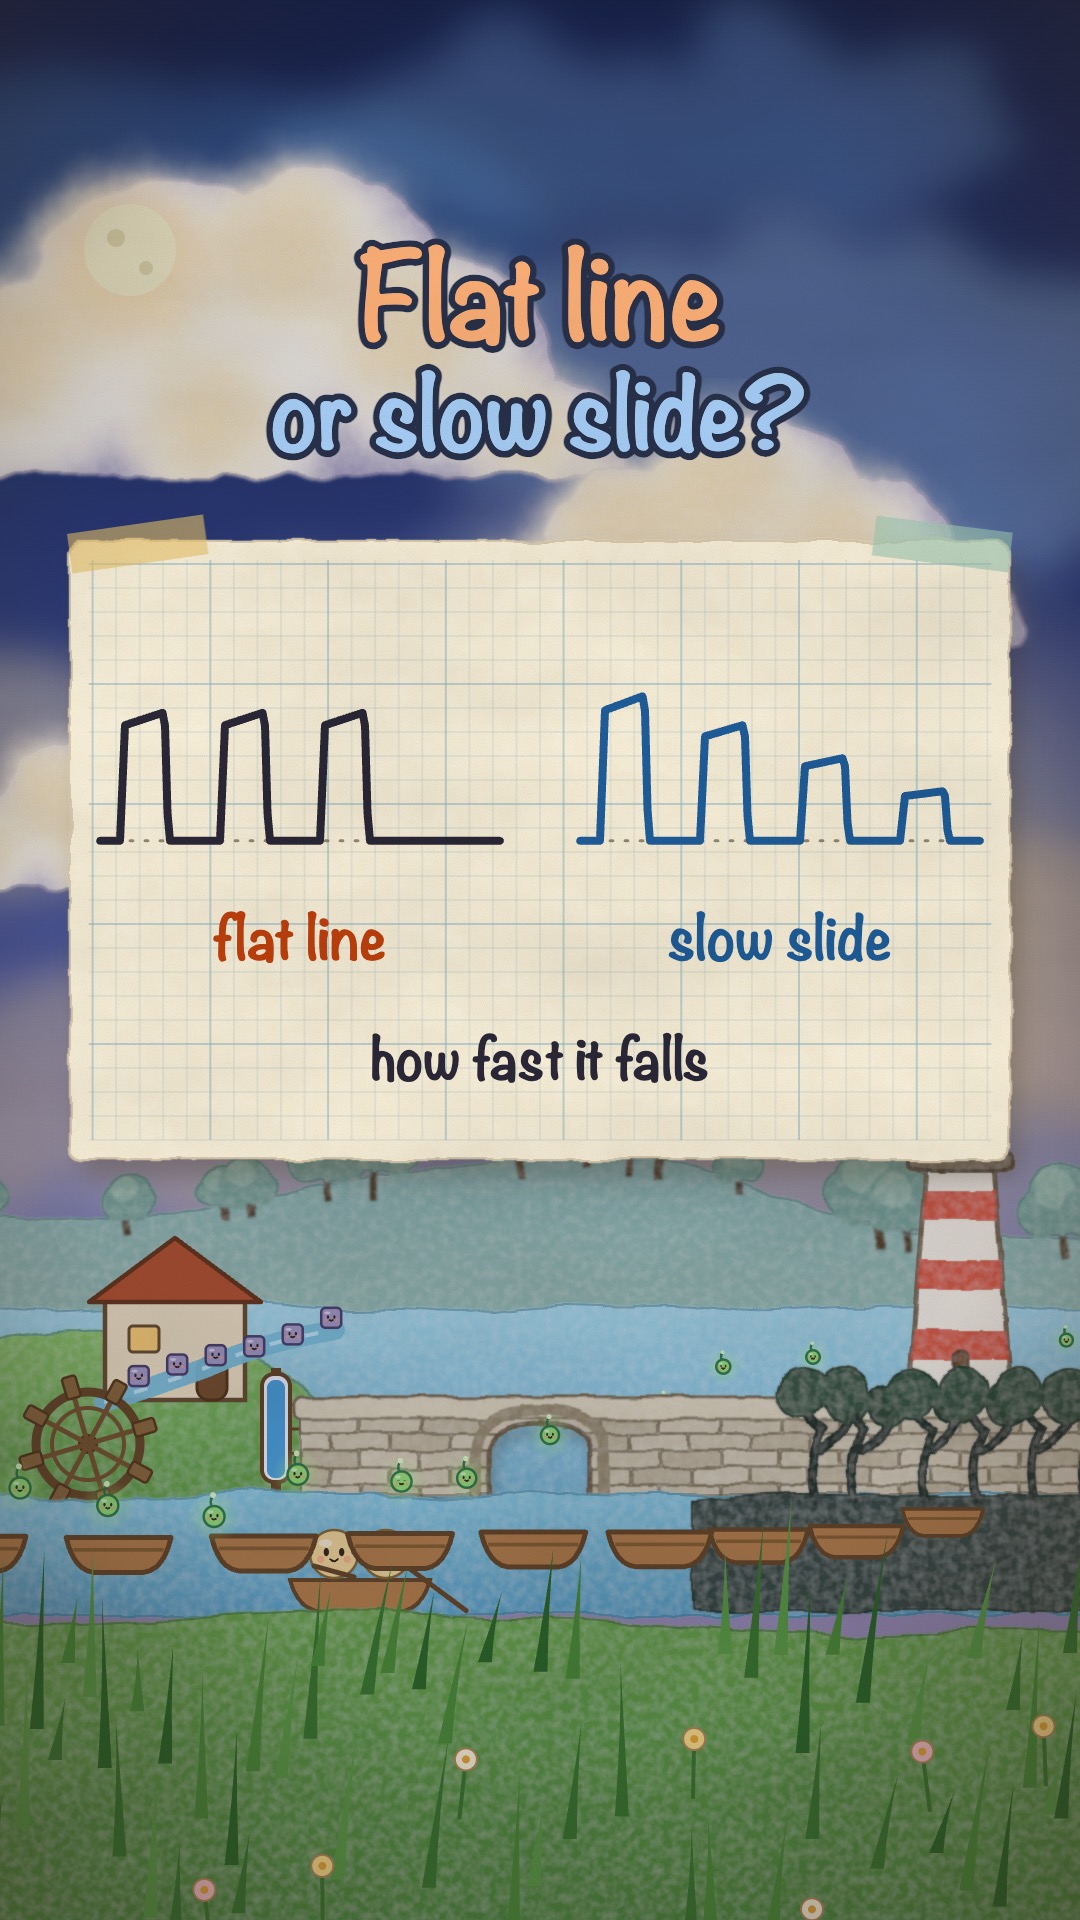 Flat line
or slow slide?
flat line
slow slide
how fast it falls